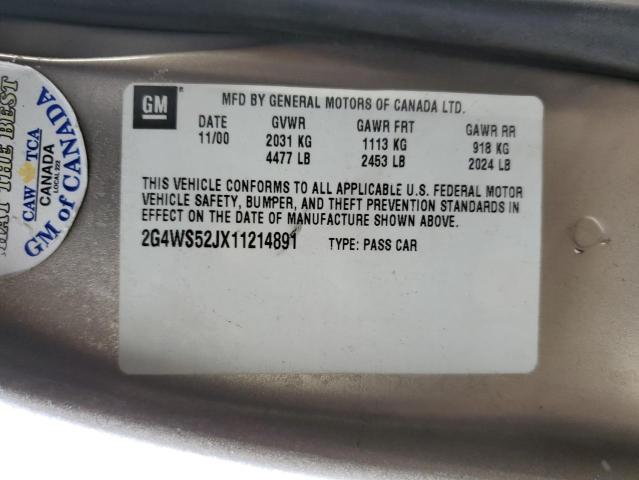 GM
MFD BY GENERAL MOTORS OF CANADA LTD.
DATE GVWR GAWR FRT GAWR RR
11/00 2031 KG 1113 KG 918 KG
4477 LB 2453 LB 2024 LB
THIS VEHICLE CONFORMS TO ALL APPLICABLE U.S. FEDERAL MOTOR
VEHICLE SAFETY, BUMPER, AND THEFT PREVENTION STANDARDS IN
EFFECT ON THE DATE OF MANUFACTURE SHOWN ABOVE.
2G4WS52JX11214891 TYPE: PASS CAR
THE BEST
CAW TCA
CANADA
LOCAL 222
GM of CANADA